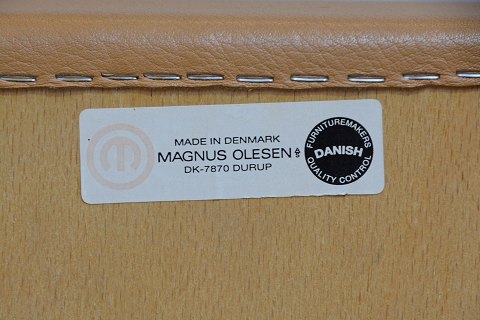 MADE IN DENMARK
MAGNUS OLESEN A/S
DK-7870 DURUP
FURNITUREMAKERS
DANISH
QUALITY CONTROL